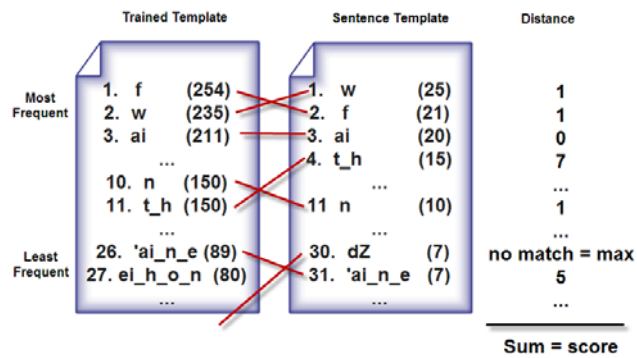 Trained Template Sentence Template Distance
Most Frequent
1. f (254) 1. w (25) 1
2. w (235) 2. f (21) 1
3. ai (211) 3. ai (20) 0
... 4. t_h (15) 7
10. n (150) ... ...
11. t_h (150) 11 n (10) 1
... ... ...
Least Frequent
26. 'ai_n_e (89) 30. dZ (7) no match = max
27. ei_h_o_n (80) 31. 'ai_n_e (7) 5
... ... ...
Sum = score